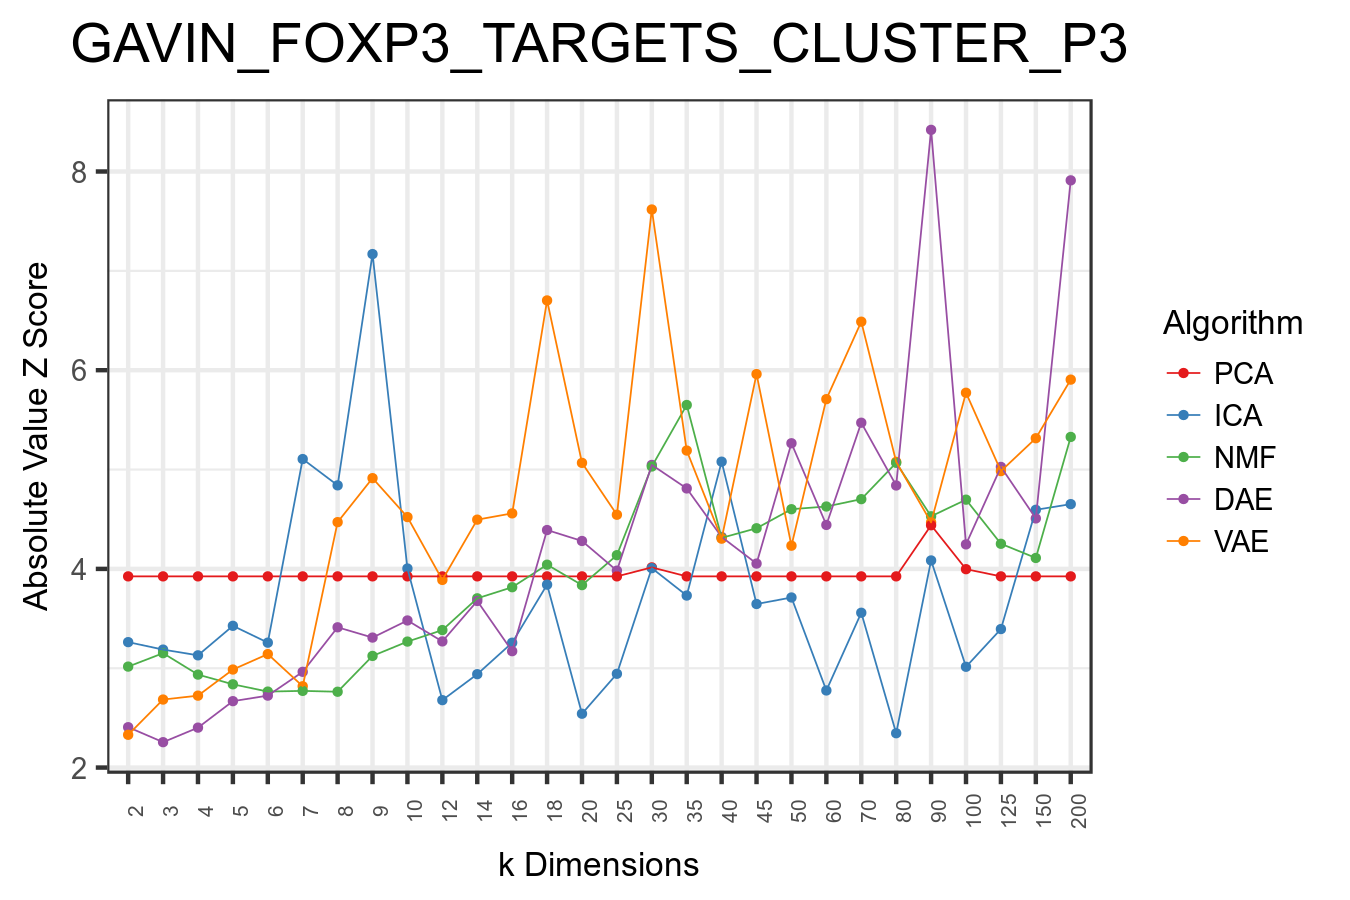 GAVIN_FOXP3_TARGETS_CLUSTER_P3
Absolute Value Z Score
8
6
4
2
2 3 4 5 6 7 8 9 10 12 14 16 18 20 25 30 35 40 45 50 60 70 80 90 100 125 150 200
k Dimensions
Algorithm
PCA
ICA
NMF
DAE
VAE